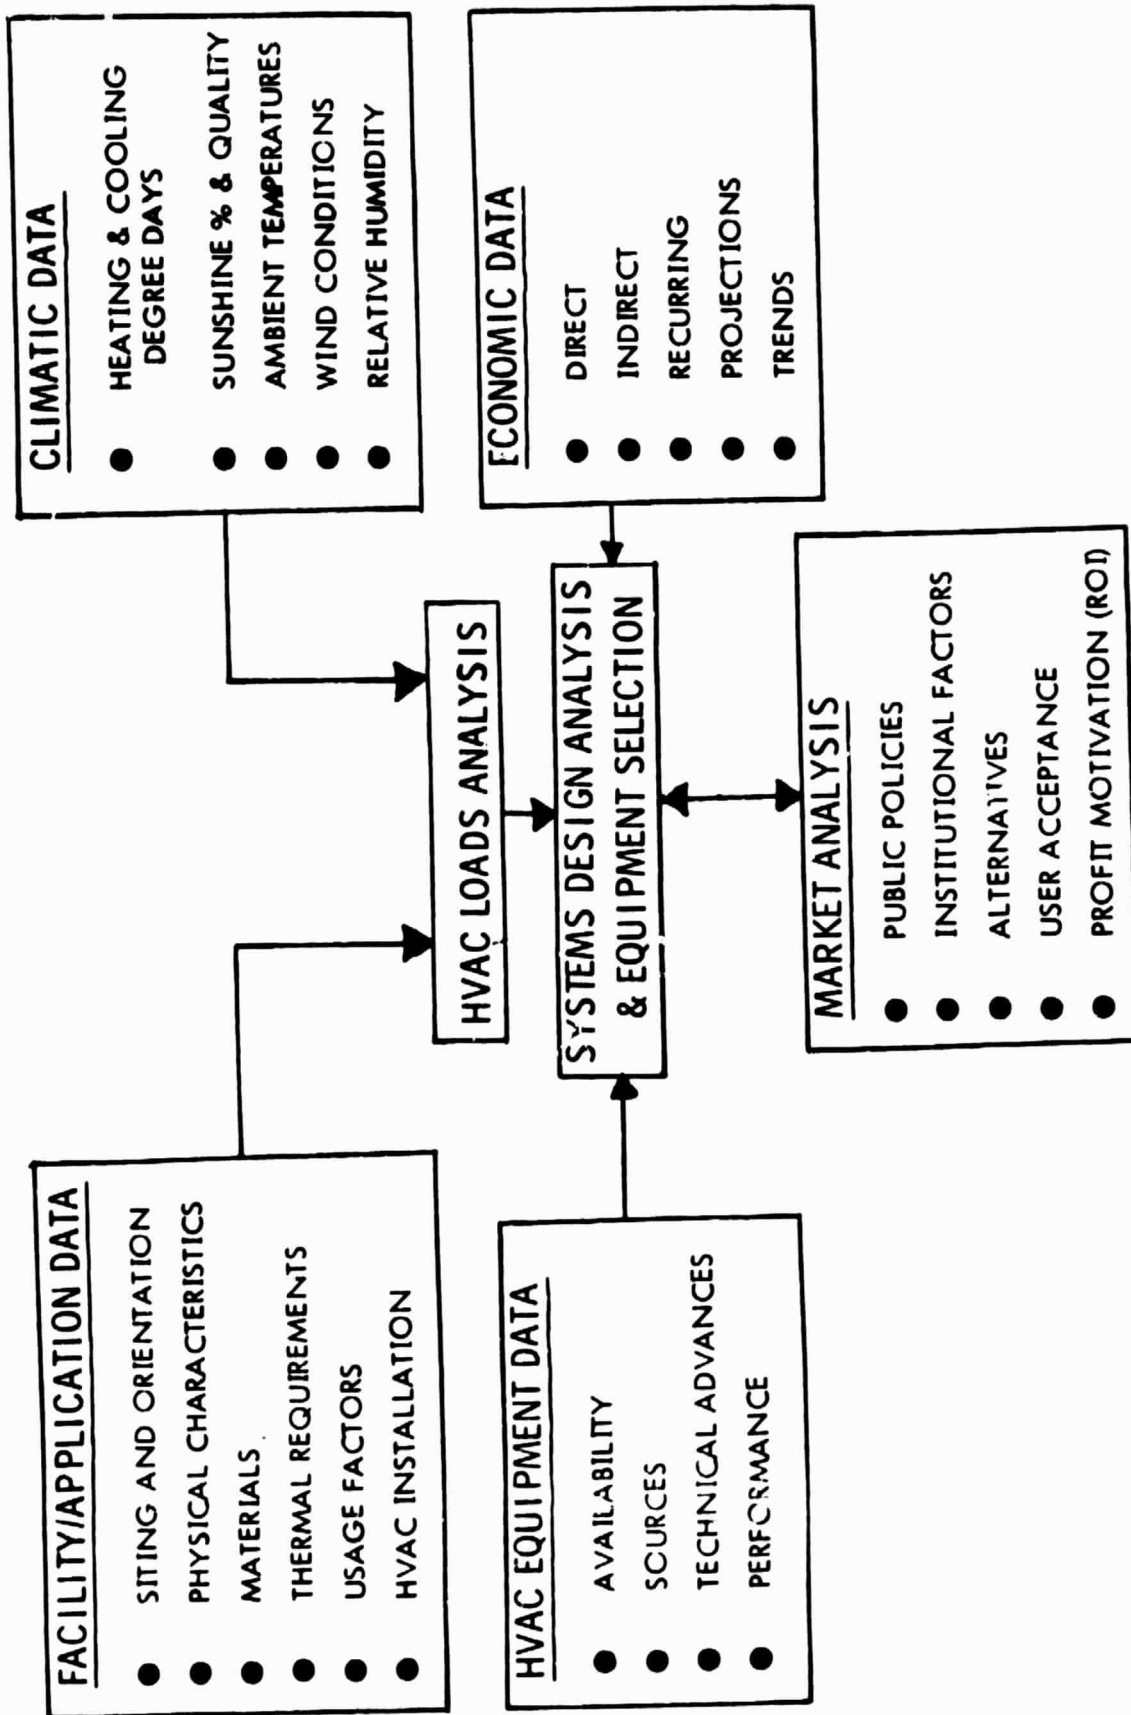 FACILITY/APPLICATION DATA
● SITING AND ORIENTATION
● PHYSICAL CHARACTERISTICS
● MATERIALS
● THERMAL REQUIREMENTS
● USAGE FACTORS
● HVAC INSTALLATION
CLIMATIC DATA
● HEATING & COOLING
DEGREE DAYS
● SUNSHINE % & QUALITY
● AMBIENT TEMPERATURES
● WIND CONDITIONS
● RELATIVE HUMIDITY
HVAC LOADS ANALYSIS
HVAC EQUIPMENT DATA
● AVAILABILITY
● SOURCES
● TECHNICAL ADVANCES
● PERFORMANCE
SYSTEMS DESIGN ANALYSIS
& EQUIPMENT SELECTION
ECONOMIC DATA
● DIRECT
● INDIRECT
● RECURRING
● PROJECTIONS
● TRENDS
MARKET ANALYSIS
● PUBLIC POLICIES
● INSTITUTIONAL FACTORS
● ALTERNATIVES
● USER ACCEPTANCE
● PROFIT MOTIVATION (ROI)